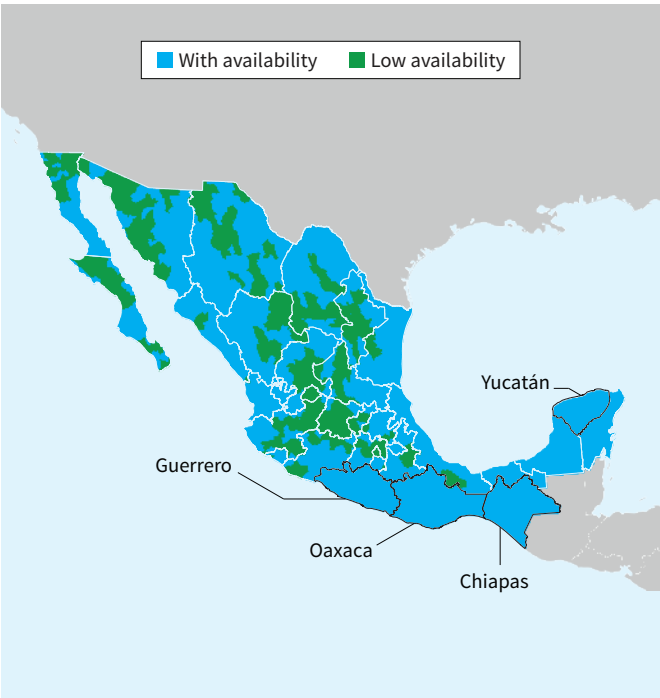 With availability Low availability
Yucatán
Guerrero
Oaxaca
Chiapas